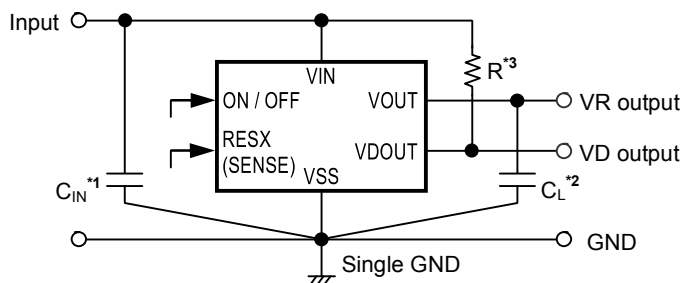 Input
VIN
R*3
ON / OFF
VOUT
VR output
RESX
(SENSE)
VDOUT
VD output
VSS
CIN*1
CL*2
Single GND
GND